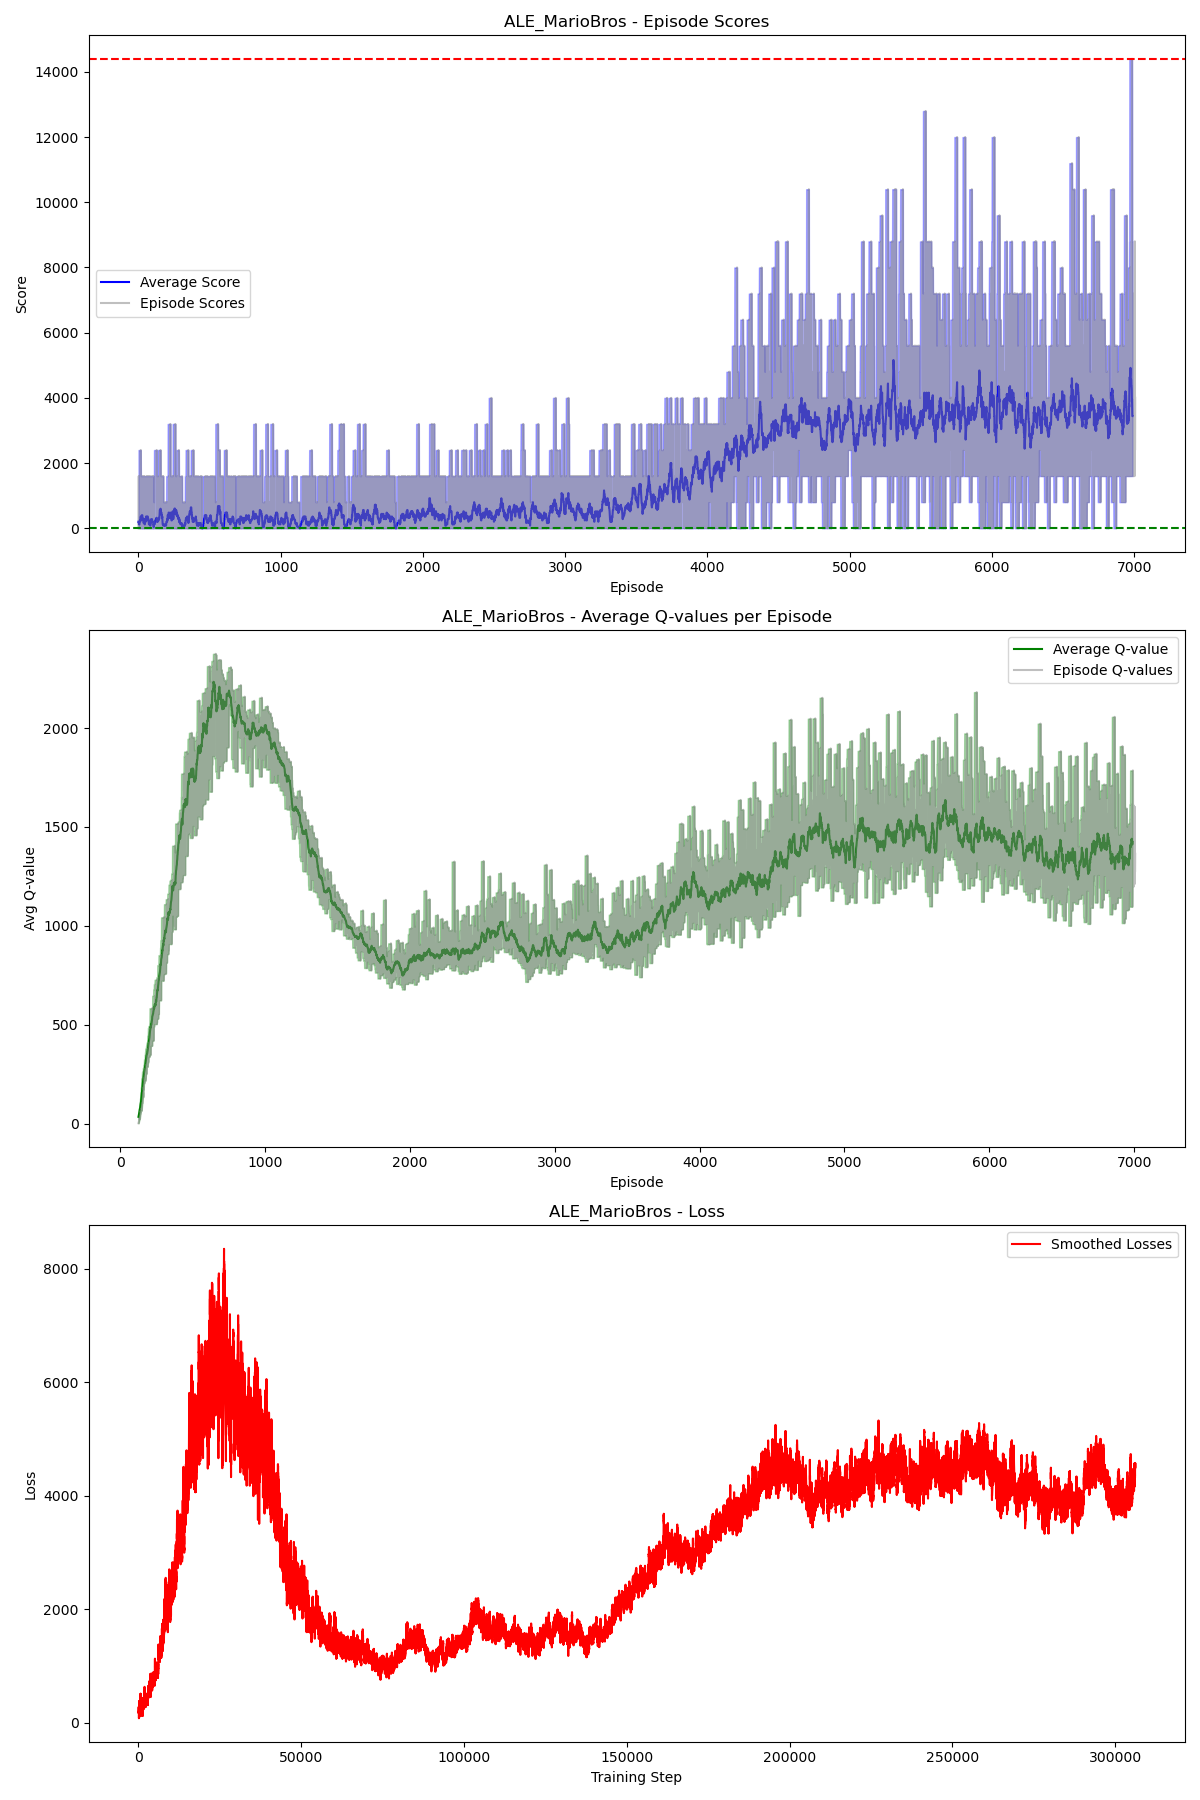 ALE_MarioBros - Episode Scores
Score
14000
12000
10000
8000
6000
4000
2000
0
Average Score
Episode Scores
0 1000 2000 3000 4000 5000 6000 7000
Episode
ALE_MarioBros - Average Q-values per Episode
Avg Q-value
2000
1500
1000
500
0
Average Q-value
Episode Q-values
0 1000 2000 3000 4000 5000 6000 7000
Episode
ALE_MarioBros - Loss
Loss
8000
6000
4000
2000
0
Smoothed Losses
0 50000 100000 150000 200000 250000 300000
Training Step